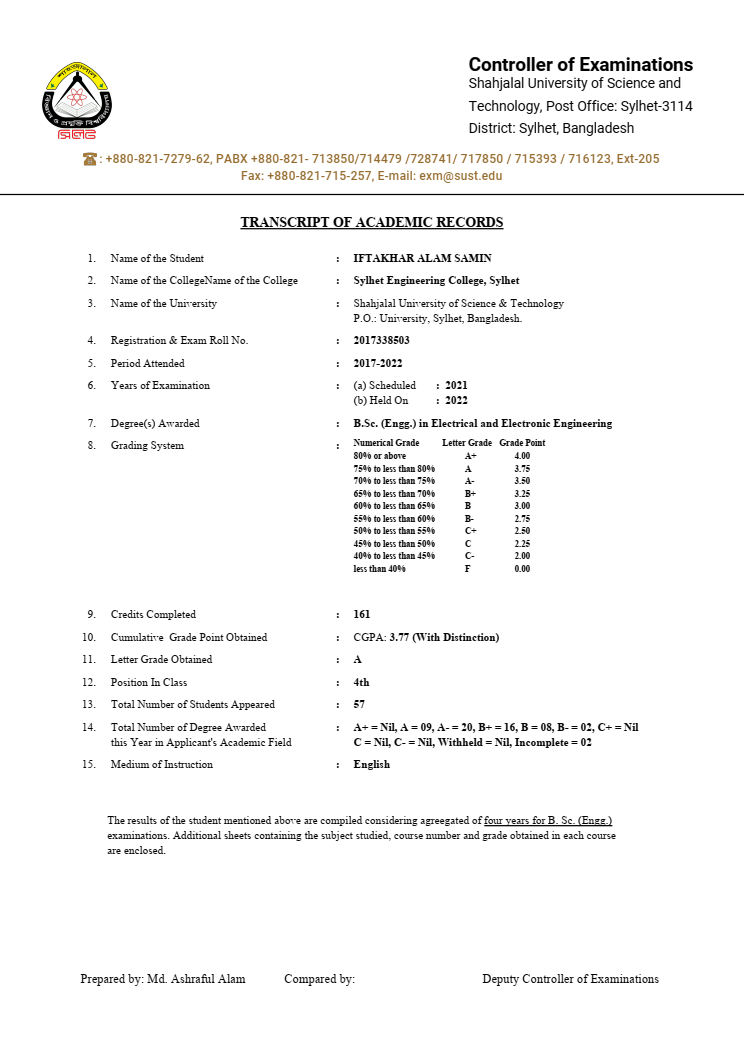 শাহজালাল
বিজ্ঞান ও প্রযুক্তি বিশ্ববিদ্যালয়
সিলেট
Controller of Examinations
Shahjalal University of Science and
Technology, Post Office: Sylhet-3114
District: Sylhet, Bangladesh
☎ : +880-821-7279-62, PABX +880-821- 713850/714479 /728741/ 717850 / 715393 / 716123, Ext-205
Fax: +880-821-715-257, E-mail: exm@sust.edu
TRANSCRIPT OF ACADEMIC RECORDS
1. Name of the Student : IFTAKHAR ALAM SAMIN
2. Name of the CollegeName of the College : Sylhet Engineering College, Sylhet
3. Name of the University : Shahjalal University of Science & Technology
P.O.: University, Sylhet, Bangladesh.
4. Registration & Exam Roll No. : 2017338503
5. Period Attended : 2017-2022
6. Years of Examination : (a) Scheduled : 2021
(b) Held On : 2022
7. Degree(s) Awarded : B.Sc. (Engg.) in Electrical and Electronic Engineering
8. Grading System : Numerical Grade Letter Grade Grade Point
80% or above A+ 4.00
75% to less than 80% A 3.75
70% to less than 75% A- 3.50
65% to less than 70% B+ 3.25
60% to less than 65% B 3.00
55% to less than 60% B- 2.75
50% to less than 55% C+ 2.50
45% to less than 50% C 2.25
40% to less than 45% C- 2.00
less than 40% F 0.00
9. Credits Completed : 161
10. Cumulative Grade Point Obtained : CGPA: 3.77 (With Distinction)
11. Letter Grade Obtained : A
12. Position In Class : 4th
13. Total Number of Students Appeared : 57
14. Total Number of Degree Awarded : A+ = Nil, A = 09, A- = 20, B+ = 16, B = 08, B- = 02, C+ = Nil
this Year in Applicant's Academic Field C = Nil, C- = Nil, Withheld = Nil, Incomplete = 02
15. Medium of Instruction : English
The results of the student mentioned above are compiled considering agreegated of four years for B. Sc. (Engg.)
examinations. Additional sheets containing the subject studied, course number and grade obtained in each course
are enclosed.
Prepared by: Md. Ashraful Alam Compared by: Deputy Controller of Examinations